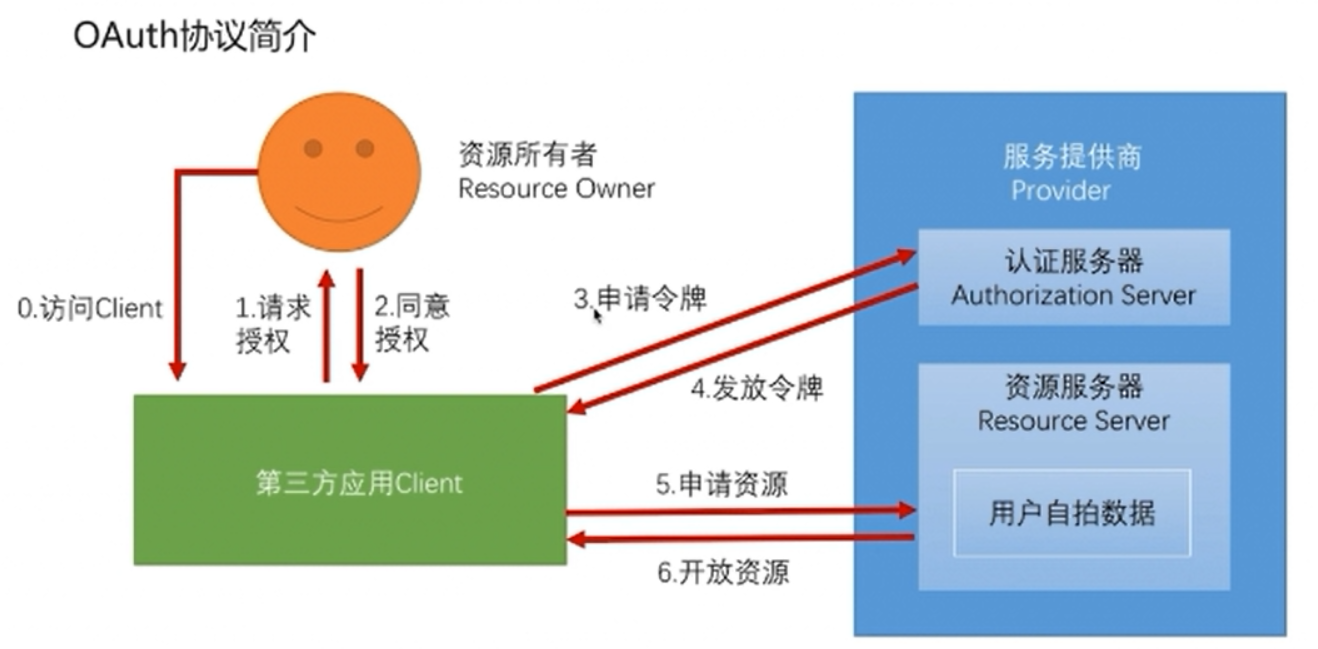 OAuth协议简介
资源所有者
Resource Owner
服务提供商
Provider
认证服务器
Authorization Server
0.访问Client
1.请求
授权
2.同意
授权
3.申请令牌
4.发放令牌
资源服务器
Resource Server
第三方应用Client
5.申请资源
用户自拍数据
6.开放资源